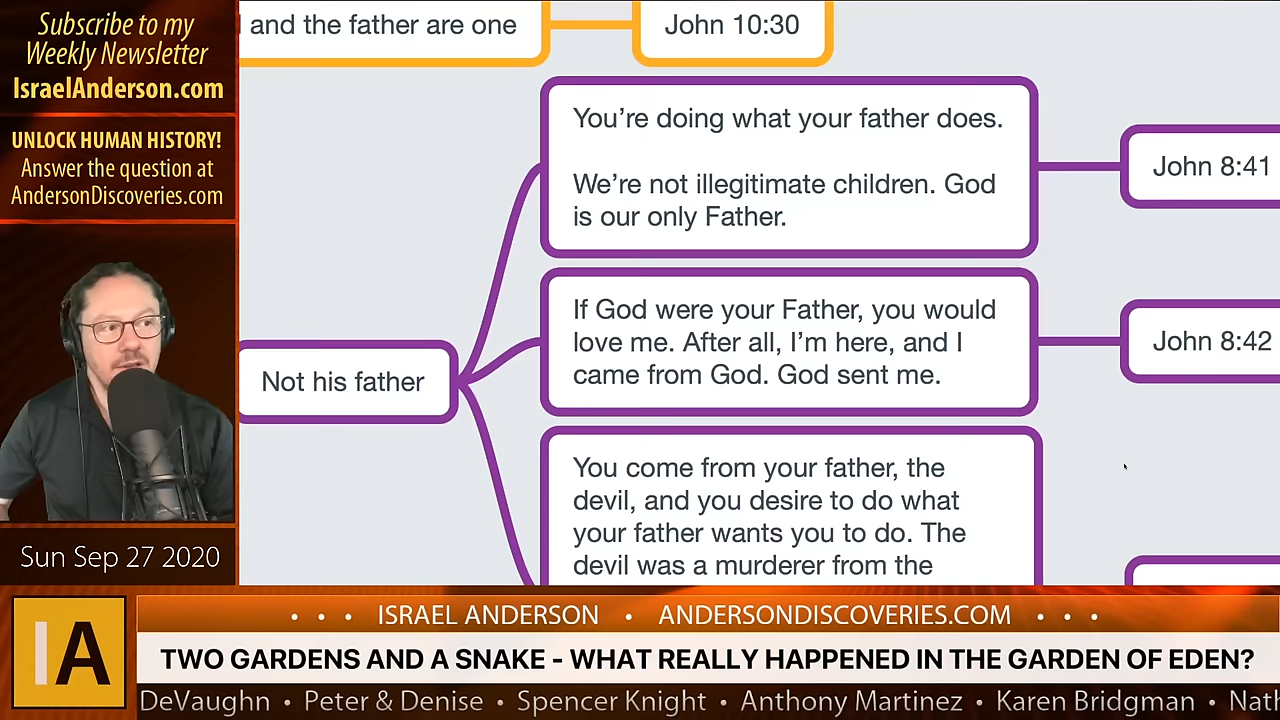 Subscribe to my
Weekly Newsletter
IsraelAnderson.com
UNLOCK HUMAN HISTORY!
Answer the question at
AndersonDiscoveries.com
Sun Sep 27 2020
and the father are one
John 10:30
You’re doing what your father does.
We’re not illegitimate children. God
is our only Father.
John 8:41
Not his father
If God were your Father, you would
love me. After all, I’m here, and I
came from God. God sent me.
John 8:42
You come from your father, the
devil, and you desire to do what
your father wants you to do. The
devil was a murderer from the
• • • ISRAEL ANDERSON • ANDERSONDISCOVERIES.COM • • •
IA
TWO GARDENS AND A SNAKE - WHAT REALLY HAPPENED IN THE GARDEN OF EDEN?
DeVaughn • Peter & Denise • Spencer Knight • Anthony Martinez • Karen Bridgman • Nath